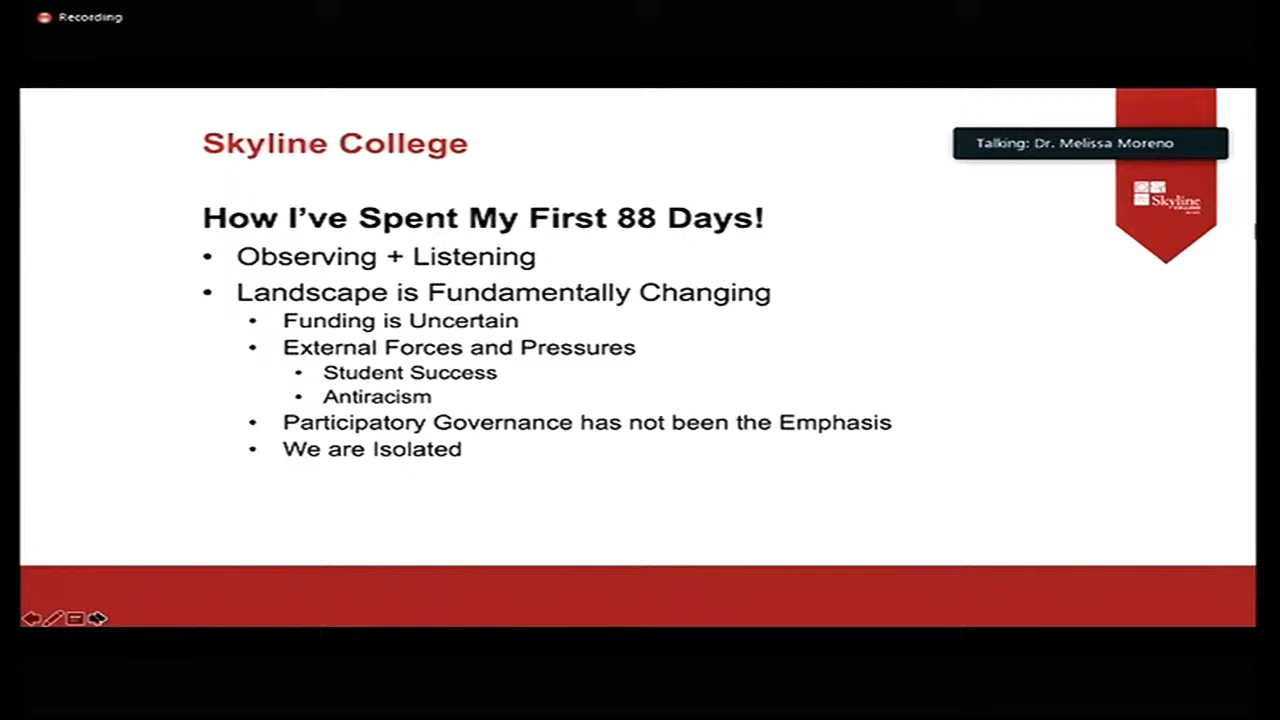 Recording
Skyline College
Talking: Dr. Melissa Moreno
Skyline
COLLEGE
How I've Spent My First 88 Days!
• Observing + Listening
• Landscape is Fundamentally Changing
• Funding is Uncertain
• External Forces and Pressures
• Student Success
• Antiracism
• Participatory Governance has not been the Emphasis
• We are Isolated